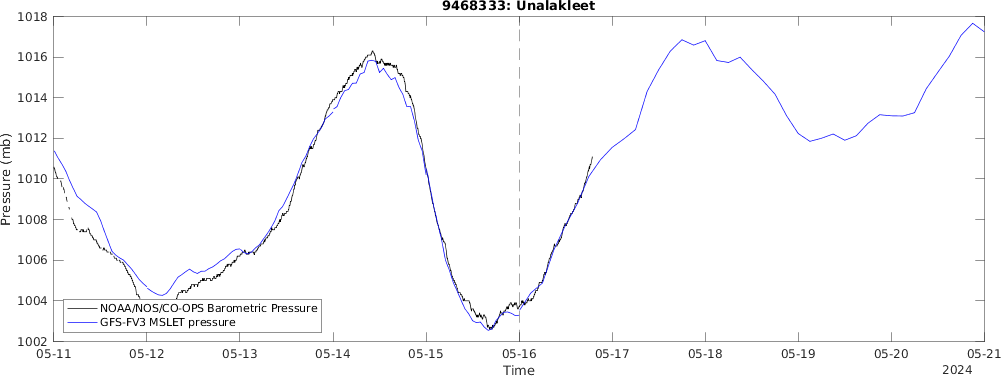 9468333: Unalakleet
1018
1016
1014
1012
1010
1008
1006
1004
1002
Pressure (mb)
NOAA/NOS/CO-OPS Barometric Pressure
GFS-FV3 MSLET pressure
05-11 05-12 05-13 05-14 05-15 05-16 05-17 05-18 05-19 05-20 05-21
Time
2024